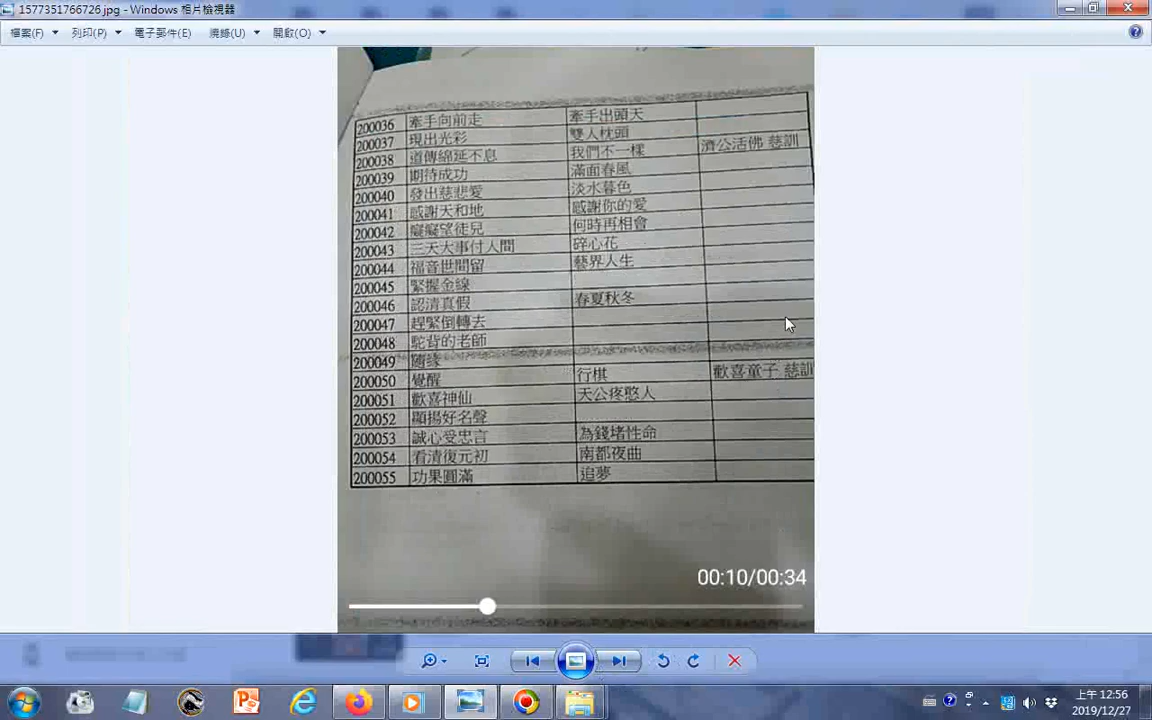 1577351766726.jpg - Windows 相片檢視器
檔案(F) 列印(P) 電子郵件(E) 燒錄(U) 開啟(O)
200036 牽手向前走 牽手出頭天
200037 現出光彩 雙人枕頭
200038 道傳綿延不息 我們不一樣 濟公活佛 慈訓
200039 期待成功 滿面春風
200040 發出慈悲愛 淡水暮色
200041 感謝天和地 感謝你的愛
200042 癡癡望徒兒 何時再相會
200043 三天大事付人間 碎心花
200044 福音世間留 藝界人生
200045 緊握金線
200046 認清真假 春夏秋冬
200047 趕緊倒轉去
200048 駝背的老師
200049 隨緣
200050 覺醒 行棋 歡喜童子 慈訓
200051 歡喜神仙 天公疼憨人
200052 顯揚好名聲
200053 誠心受忠言 為錢堵性命
200054 看清復元初 南都夜曲
200055 功果圓滿 追夢
00:10/00:34
上午 12:56
2019/12/27